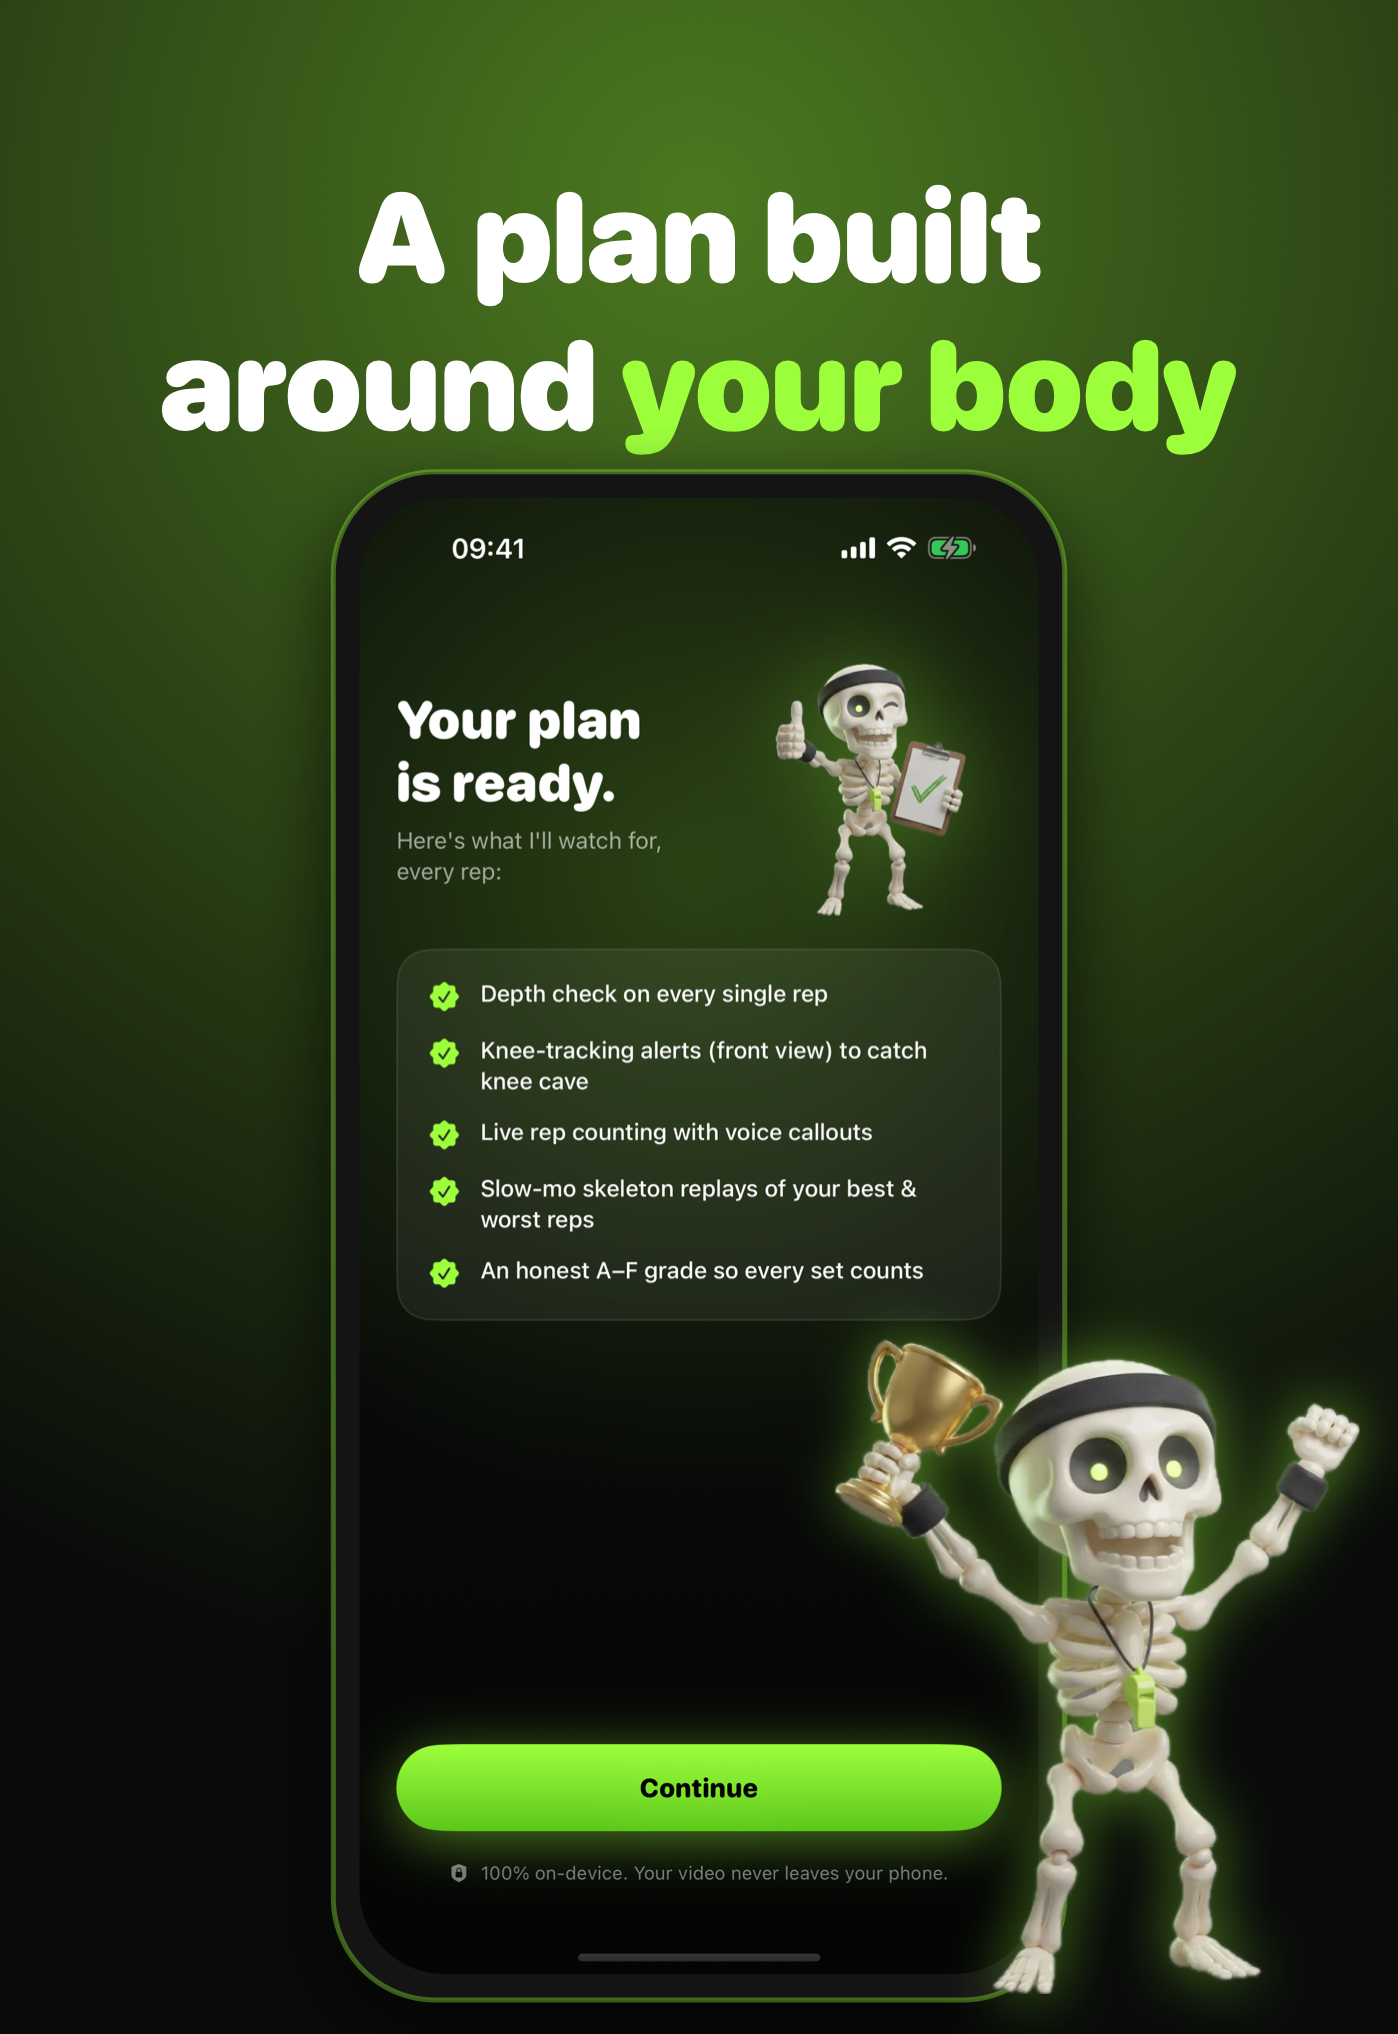 A plan built
around your body
09:41
Your plan
is ready.
Here's what I'll watch for,
every rep:
Depth check on every single rep
Knee-tracking alerts (front view) to catch
knee cave
Live rep counting with voice callouts
Slow-mo skeleton replays of your best &
worst reps
An honest A–F grade so every set counts
Continue
100% on-device. Your video never leaves your phone.